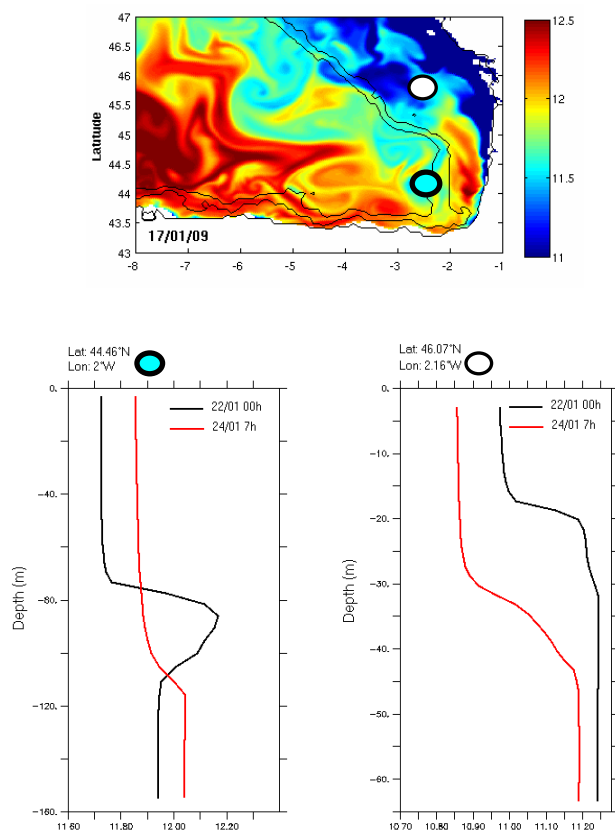 47
46.5
46
45.5
45
44.5
44
43.5
43
Latitude
17/01/09
-8 -7 -6 -5 -4 -3 -2 -1
12.5
12
11.5
11
Lat: 44.46°N
Lon: 2°W
0.
-40.
-80.
-120.
-160.
Depth (m)
22/01 00h
24/01 7h
11.60 11.80 12.00 12.20
Lat: 46.07°N
Lon: 2.16°W
0.
-10.
-20.
-30.
-40.
-50.
-60.
Depth (m)
22/01 00h
24/01 7h
10.70 10.80 10.90 11.00 11.10 11.20